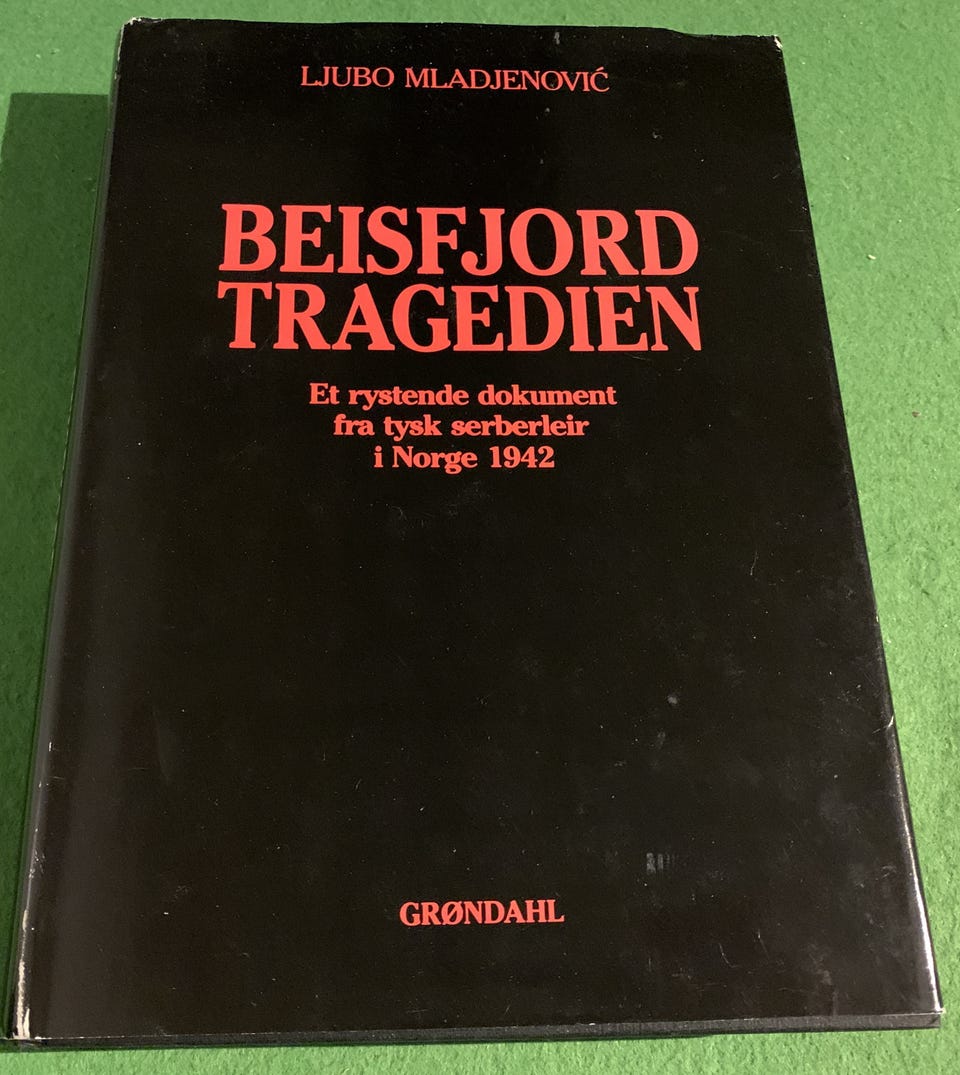 LJUBO MLADJENOVIĆ
BEISFJORD
TRAGEDIEN
Et rystende dokument
fra tysk serberleir
i Norge 1942
GRØNDAHL